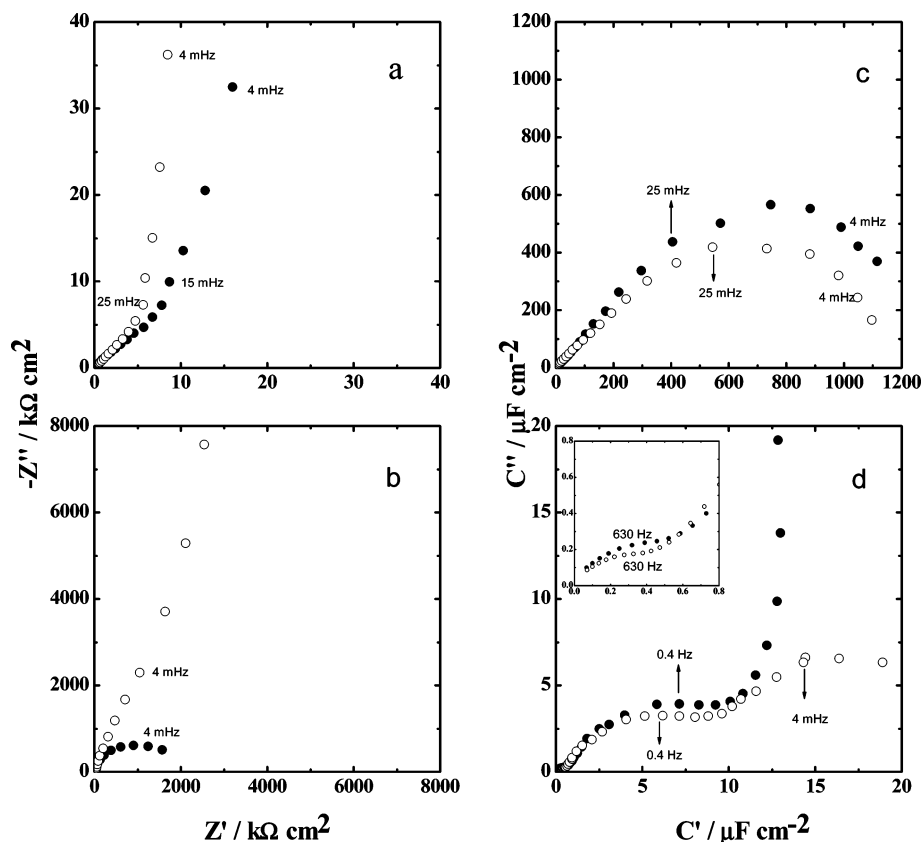 40
30
20
10
0
0
10
20
30
40
4 mHz
4 mHz
15 mHz
25 mHz
a
8000
6000
4000
2000
0
0
2000
4000
6000
8000
4 mHz
4 mHz
b
-Z'' / kΩ cm2
Z' / kΩ cm2
1200
1000
800
600
400
200
0
0
200
400
600
800
1000
1200
25 mHz
25 mHz
4 mHz
4 mHz
c
20
15
10
5
0
0
5
10
15
20
0.4 Hz
0.4 Hz
4 mHz
d
0.8
0.6
0.4
0.2
0.0
0.0
0.2
0.4
0.6
0.8
630 Hz
630 Hz
C'' / µF cm-2
C' / µF cm-2